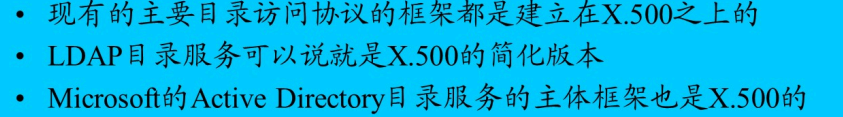 • 现有的主要目录访问协议的框架都是建立在X.500之上的
• LDAP目录服务可以说就是X.500的简化版本
• Microsoft的Active Directory目录服务的主体框架也是X.500的